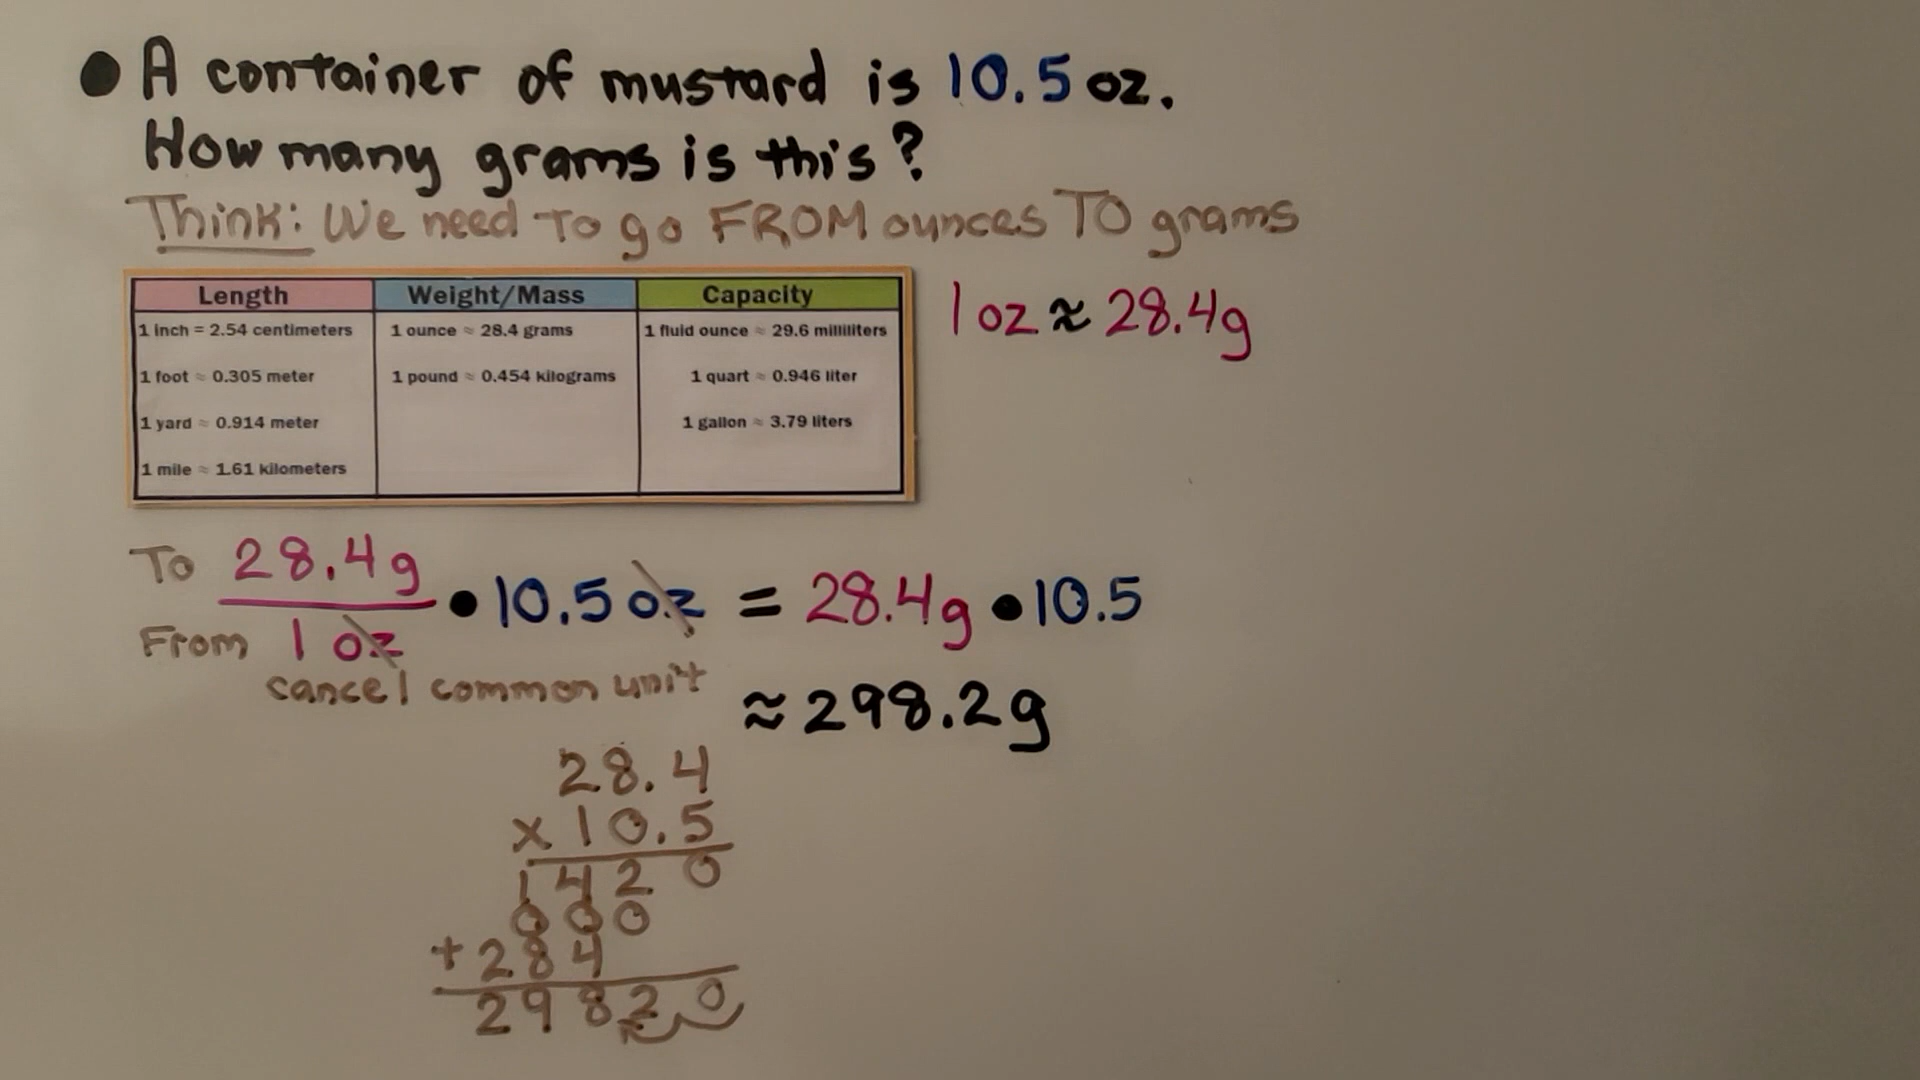 ● A container of mustard is 10.5 oz.
How many grams is this?
Think: We need To go FROM ounces TO grams
Length Weight/Mass Capacity
1 inch = 2.54 centimeters 1 ounce ≈ 28.4 grams 1 fluid ounce ≈ 29.6 milliliters
1 foot ≈ 0.305 meter 1 pound ≈ 0.454 kilograms 1 quart ≈ 0.946 liter
1 yard ≈ 0.914 meter 1 gallon ≈ 3.79 liters
1 mile ≈ 1.61 kilometers
1 oz ≈ 28.4g
To 28.4g
• 10.5 oz = 28.4g • 10.5
From 1 oz
cancel common unit
≈ 298.2g
28.4
x 10.5
1420
000
+ 284
29820